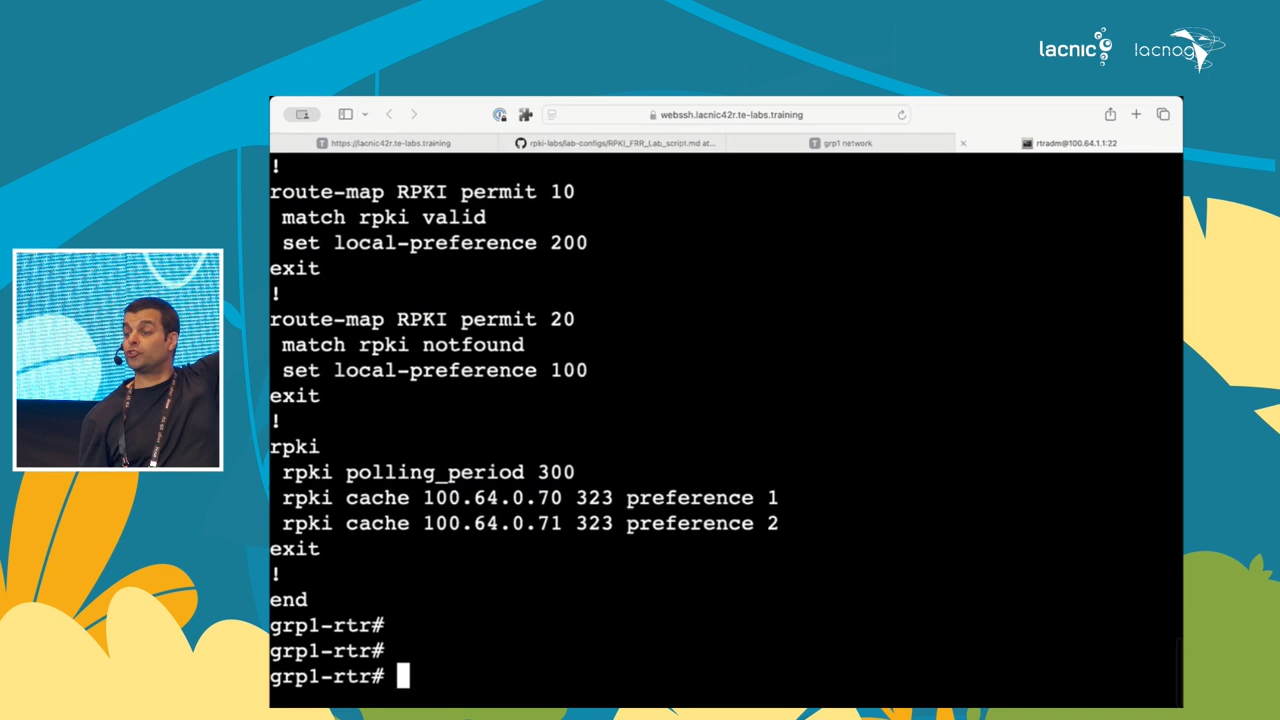 lacnic
lacnog
webssh.lacnic42r.te-labs.training
https://lacnic42r.te-labs.training
rpki-labs/lab-configs/RPKI_FRR_Lab_script.md at...
grp1 network
rtradm@100.64.1.1:22
!
route-map RPKI permit 10
match rpki valid
set local-preference 200
exit
!
route-map RPKI permit 20
match rpki notfound
set local-preference 100
exit
!
rpki
rpki polling_period 300
rpki cache 100.64.0.70 323 preference 1
rpki cache 100.64.0.71 323 preference 2
exit
!
end
grp1-rtr#
grp1-rtr#
grp1-rtr#